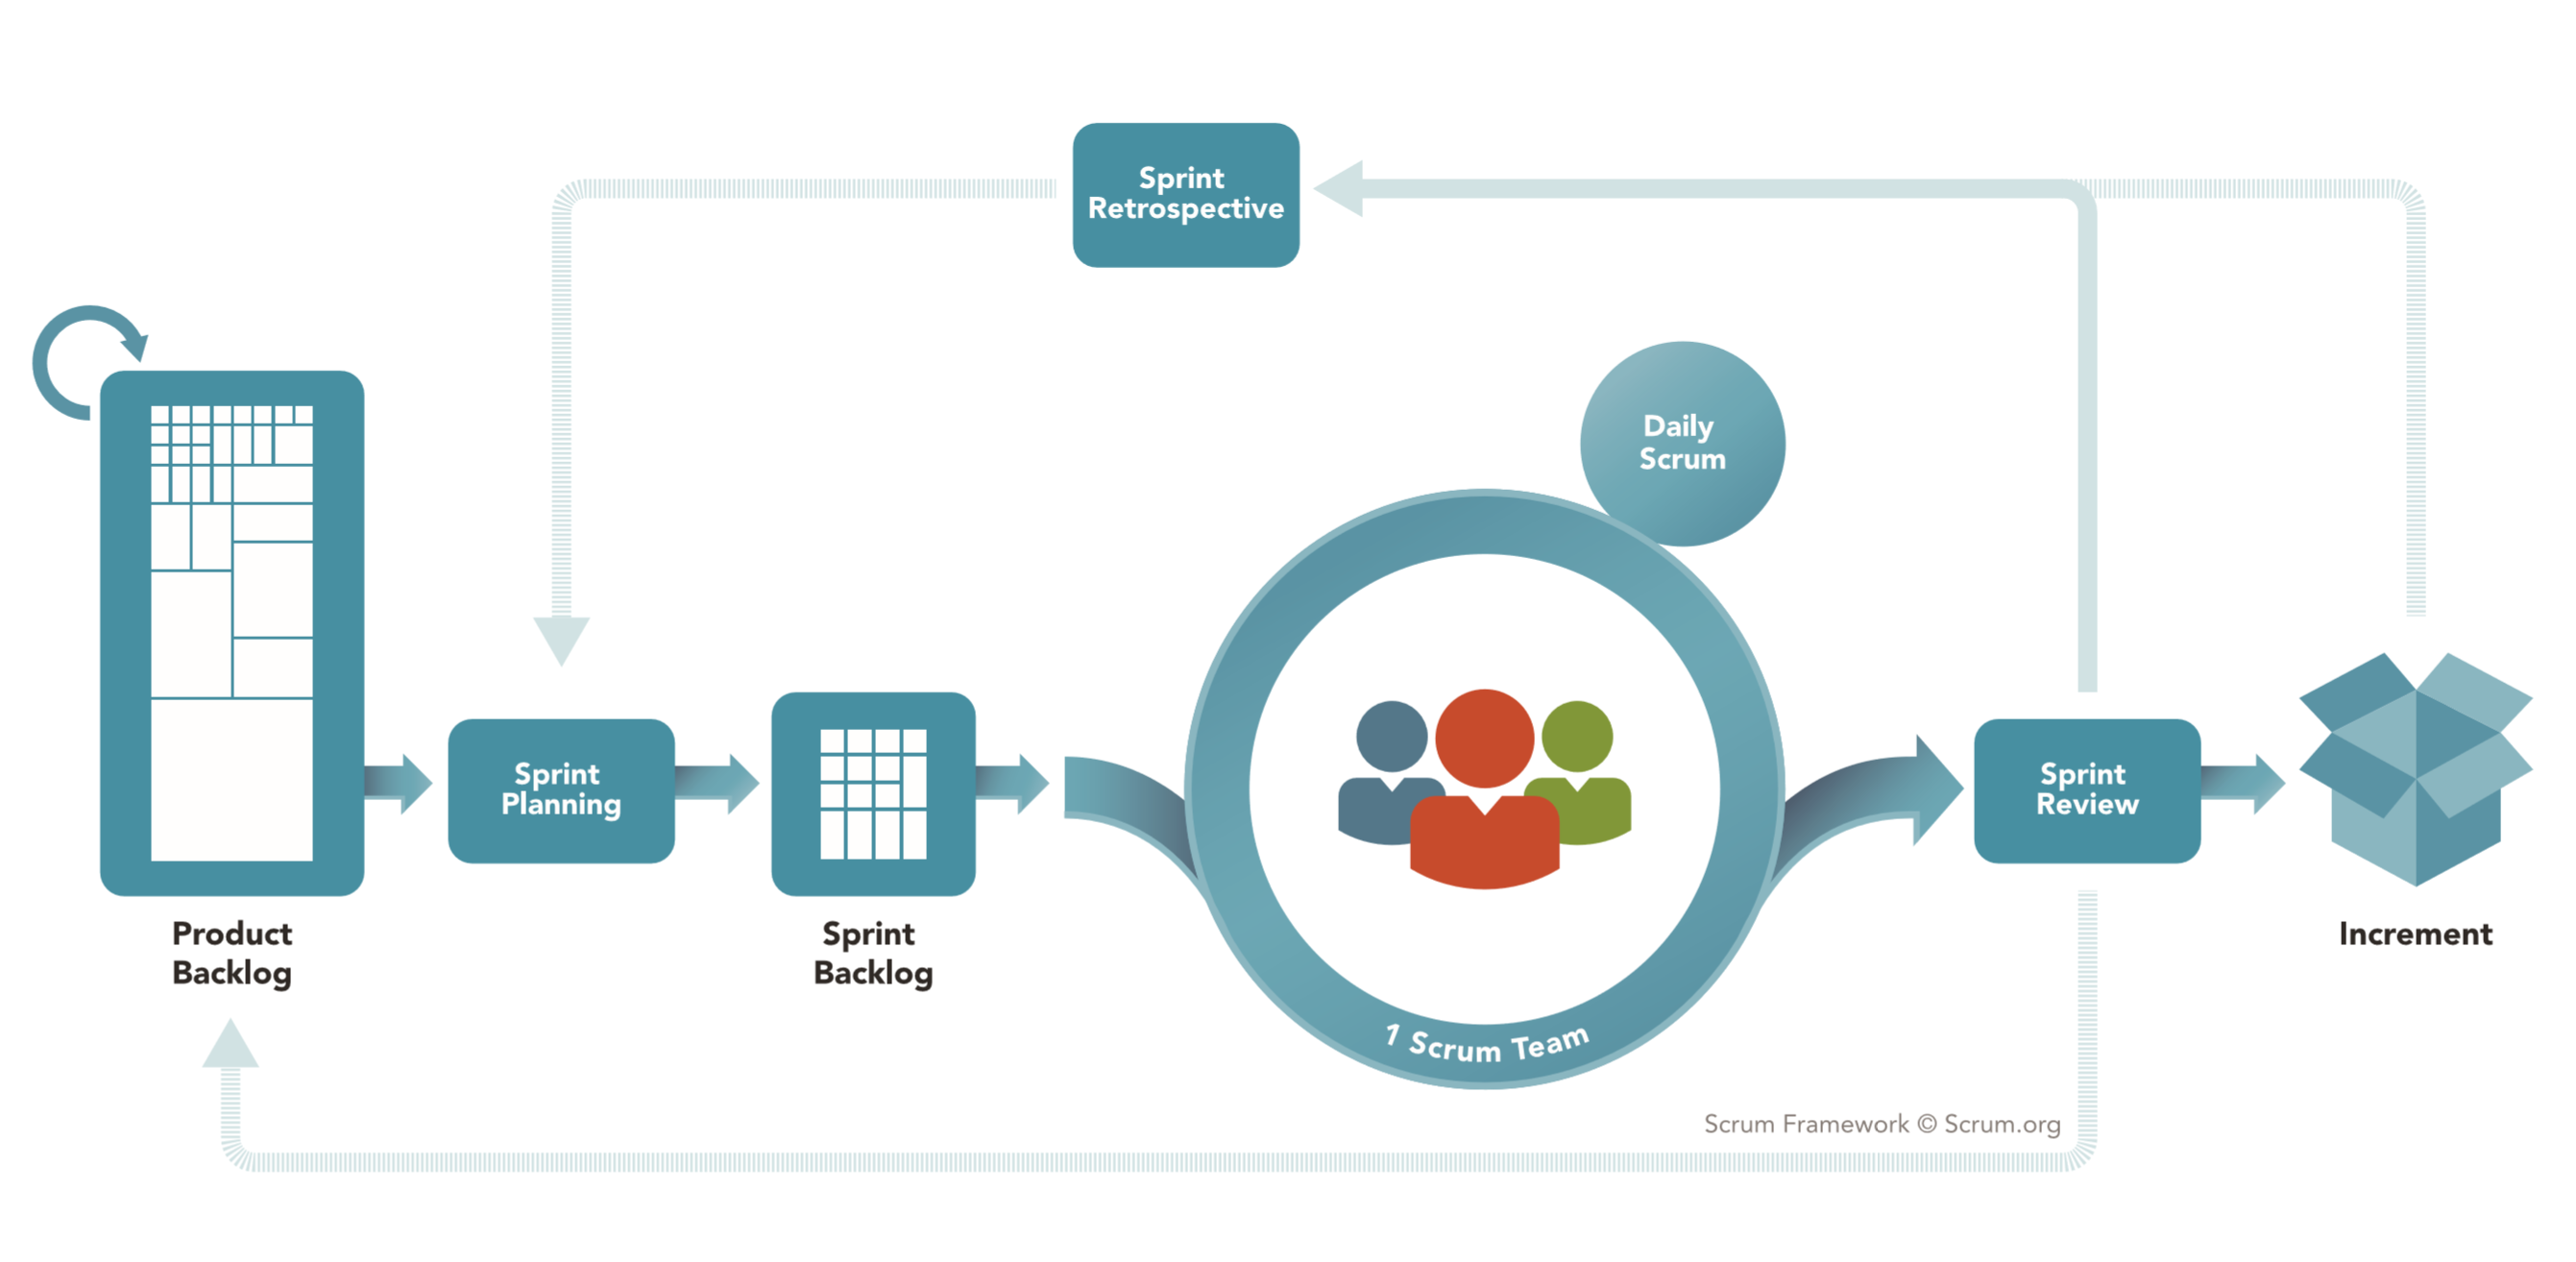 Sprint
Retrospective
Daily
Scrum
Sprint
Planning
Sprint
Review
Product
Backlog
Sprint
Backlog
Increment
1 Scrum Team
Scrum Framework © Scrum.org